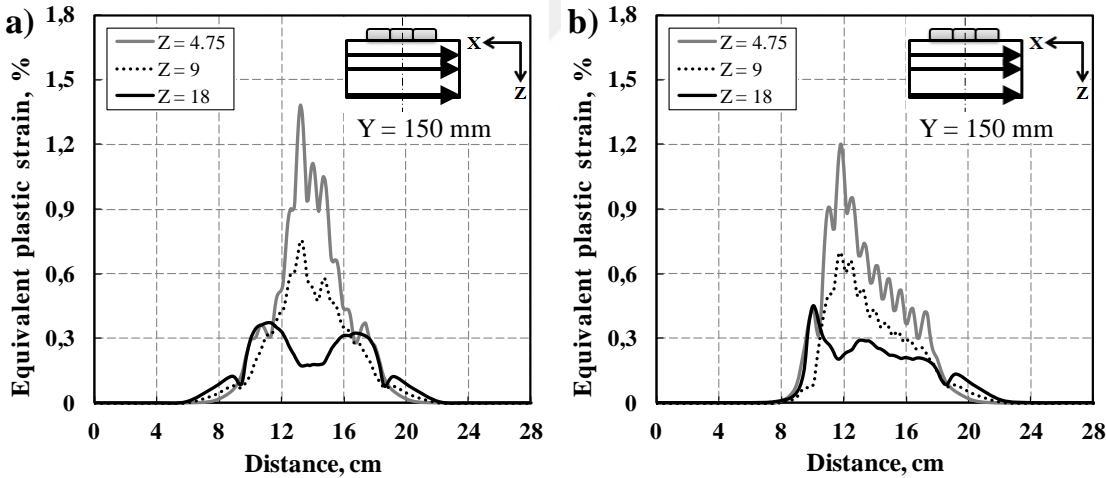 a)
Equivalent plastic strain, %
1,8
1,5
1,2
0,9
0,6
0,3
0
Z = 4.75
Z = 9
Z = 18
X
Z
Y = 150 mm
0 4 8 12 16 20 24 28
Distance, cm
b)
Equivalent plastic strain, %
1,8
1,5
1,2
0,9
0,6
0,3
0
Z = 4.75
Z = 9
Z = 18
X
Z
Y = 150 mm
0 4 8 12 16 20 24 28
Distance, cm